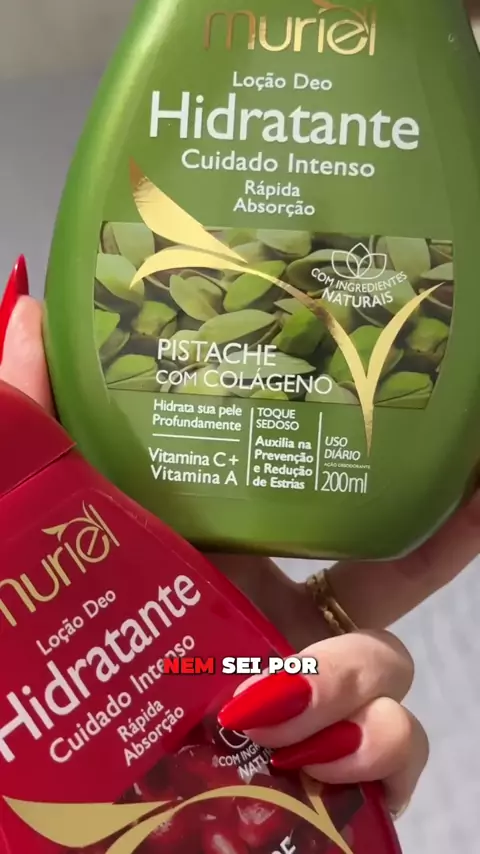 muriel
Loção Deo
Hidratante
Cuidado Intenso
Rápida
Absorção
COM INGREDIENTES
NATURAIS
PISTACHE
COM COLÁGENO
Hidrata sua pele
Profundamente
Vitamina C+
Vitamina A
TOQUE
SEDOSO
Auxilia na
Prevenção
e Redução
de Estrias
USO
DIÁRIO
AÇÃO DESODORANTE
200ml
muriel
Loção Deo
Hidratante
Cuidado Intenso
Rápida
Absorção
NEM SEI POR